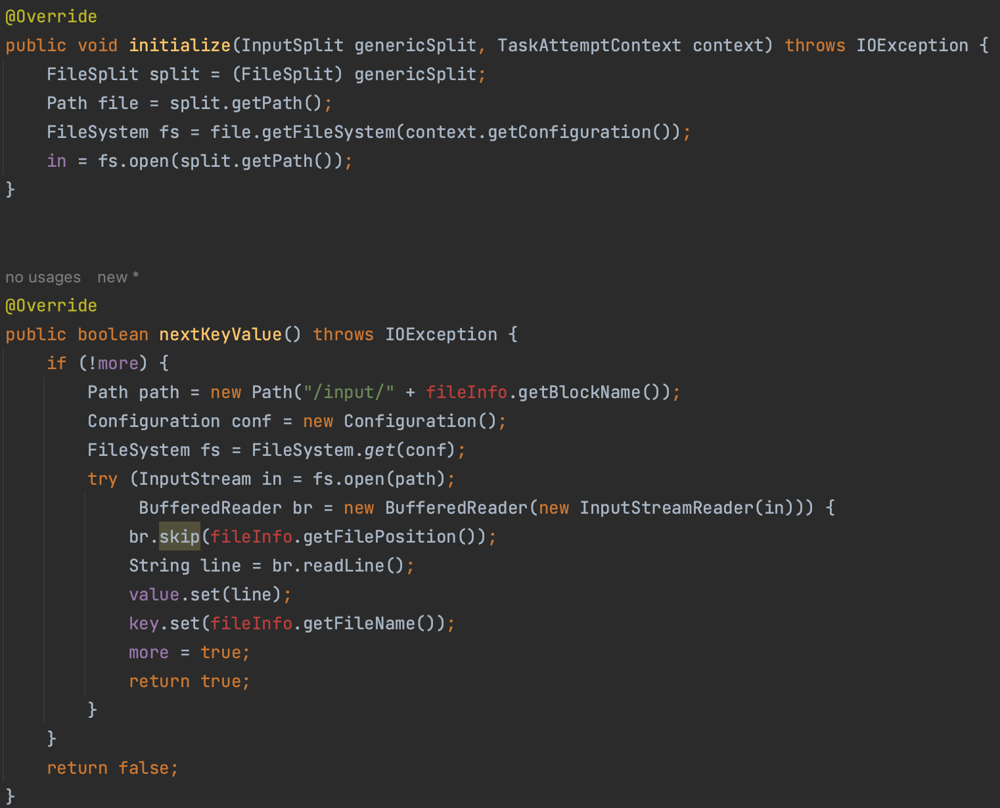 @Override
public void initialize(InputSplit genericSplit, TaskAttemptContext context) throws IOException {
    FileSplit split = (FileSplit) genericSplit;
    Path file = split.getPath();
    FileSystem fs = file.getFileSystem(context.getConfiguration());
    in = fs.open(split.getPath());
}
no usages   new *
@Override
public boolean nextKeyValue() throws IOException {
    if (!more) {
        Path path = new Path("/input/" + fileInfo.getBlockName());
        Configuration conf = new Configuration();
        FileSystem fs = FileSystem.get(conf);
        try (InputStream in = fs.open(path);
             BufferedReader br = new BufferedReader(new InputStreamReader(in))) {
            br.skip(fileInfo.getFilePosition());
            String line = br.readLine();
            value.set(line);
            key.set(fileInfo.getFileName());
            more = true;
            return true;
        }
    }
    return false;
}